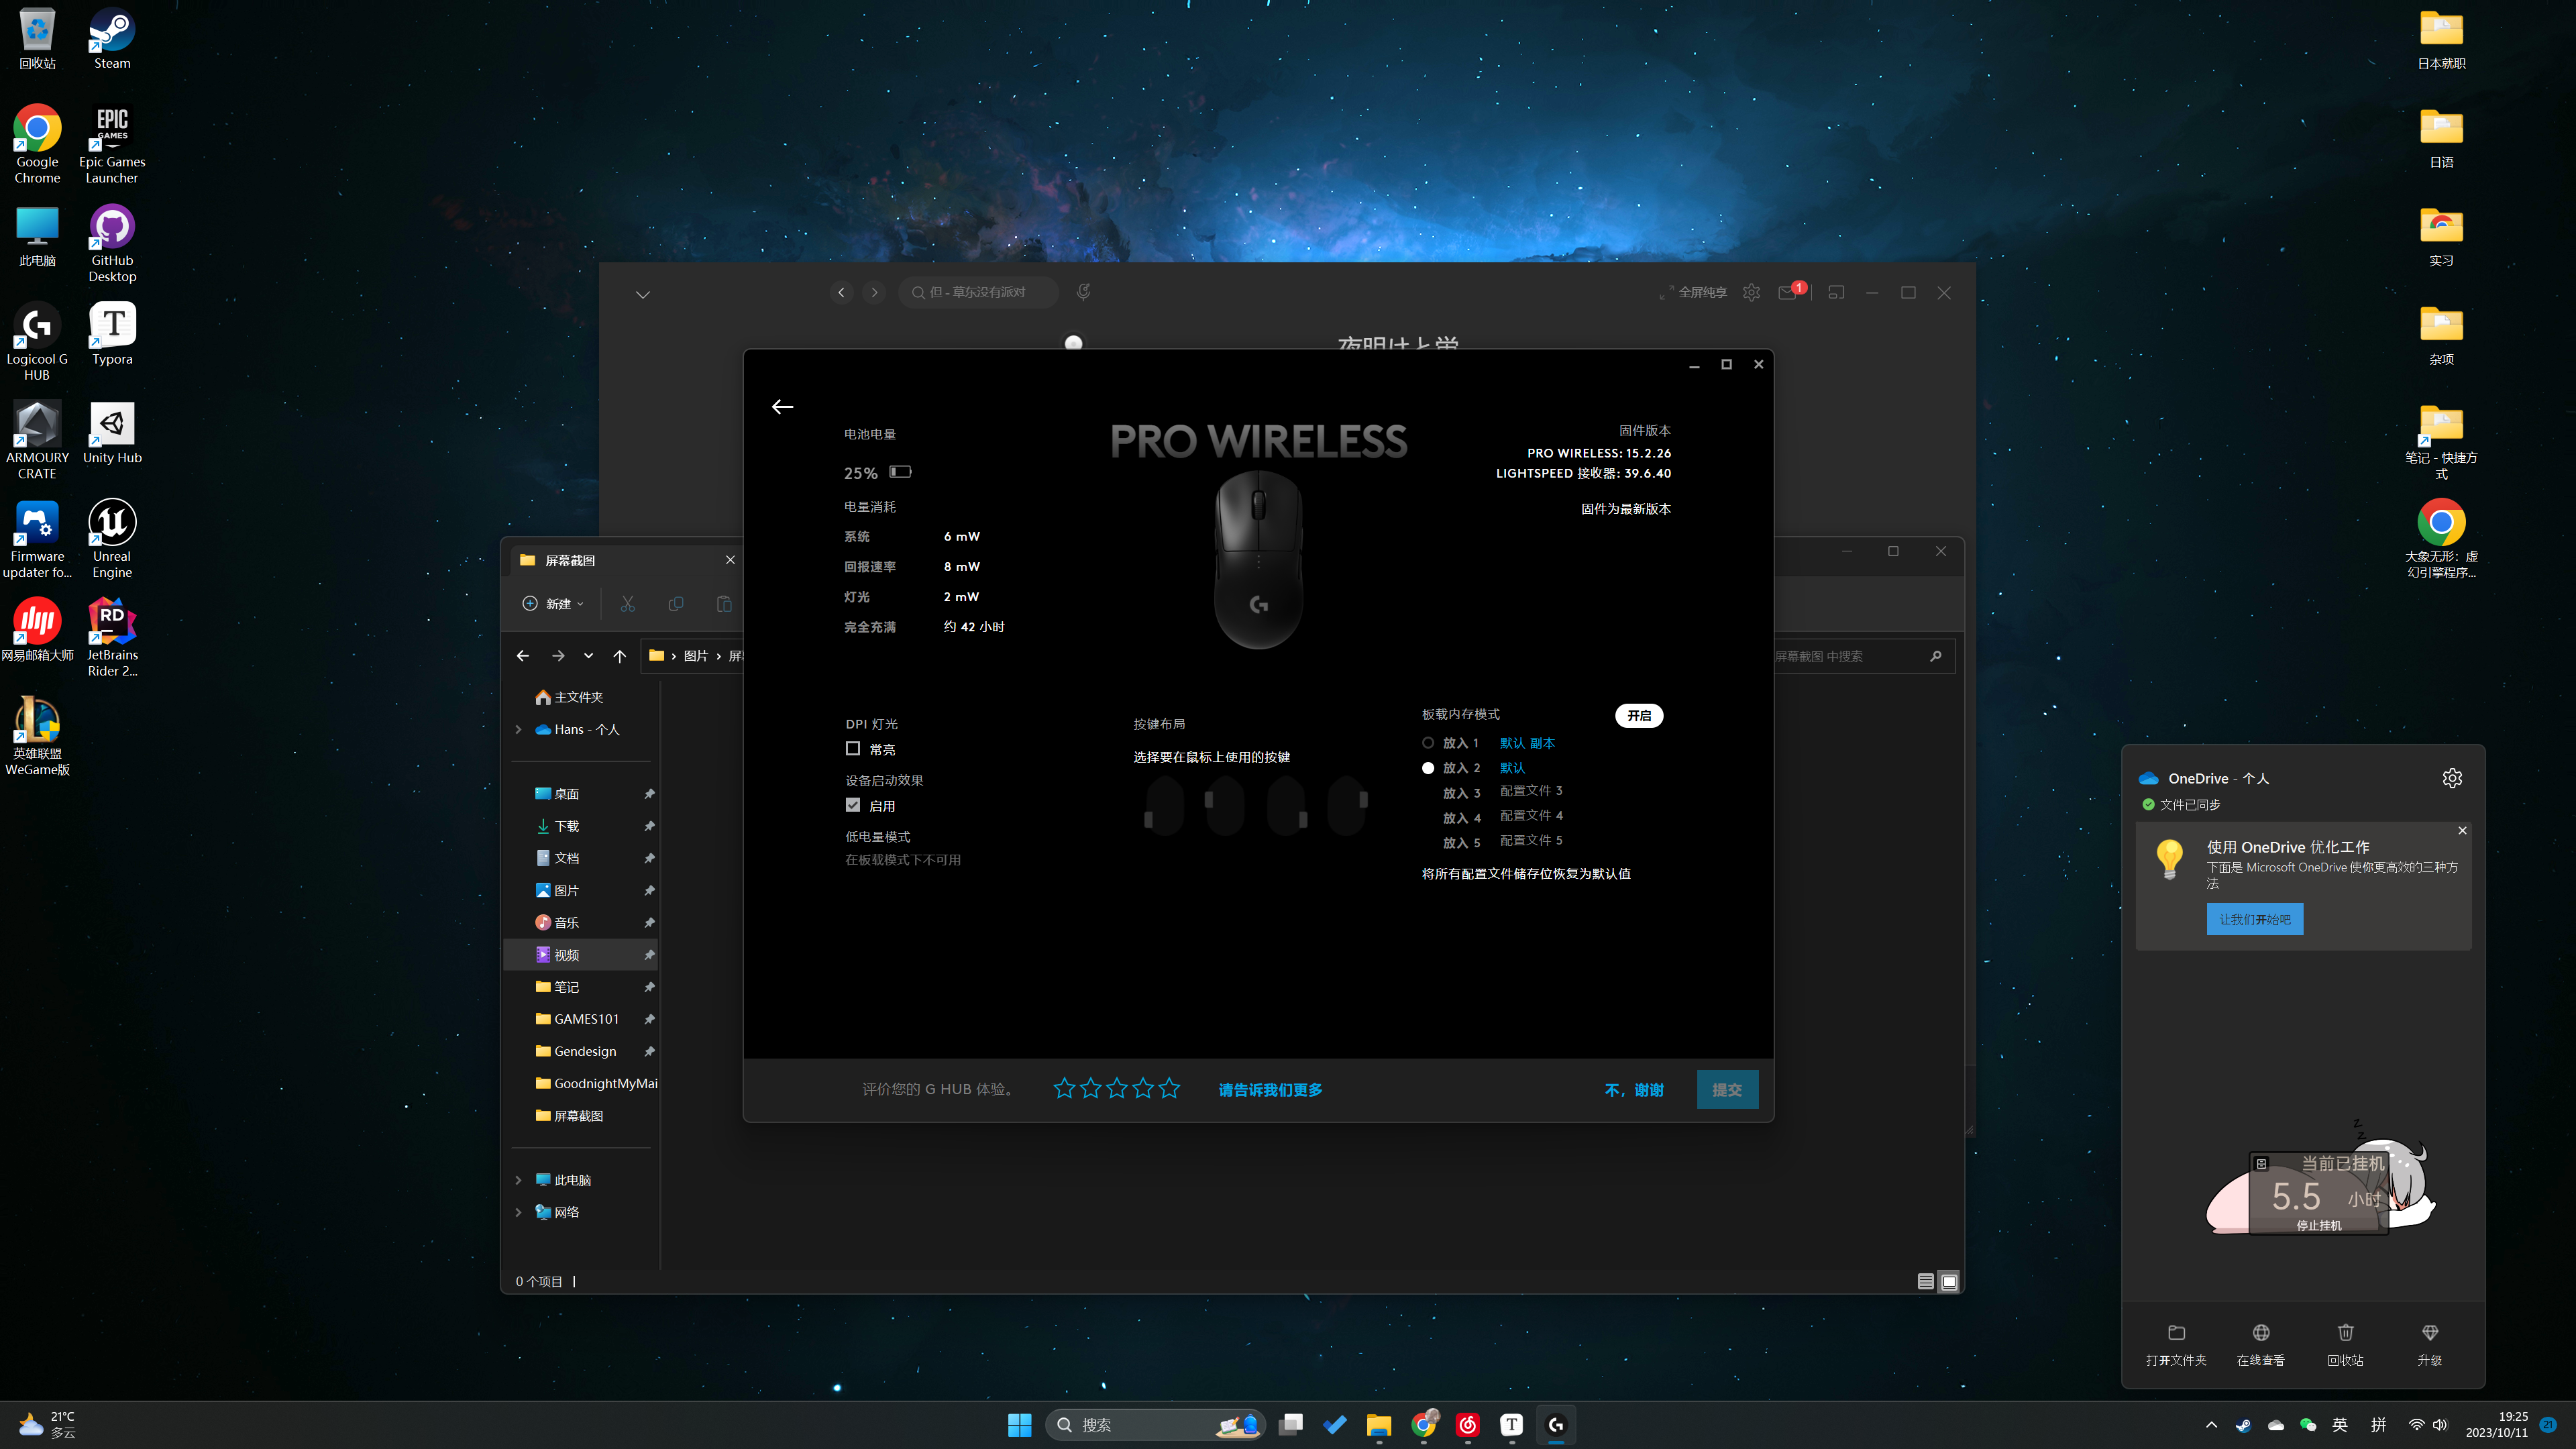 回收站
Steam
Google
Chrome
Epic Games
Launcher
此电脑
GitHub
Desktop
Logicool G
HUB
Typora
ARMOURY
CRATE
Unity Hub
Firmware
updater fo...
Unreal
Engine
网易邮箱大师
JetBrains
Rider 2...
英雄联盟
WeGame版
日本就职
日语
实习
杂项
笔记 - 快捷方
式
大象无形：虚
幻引擎程序...
但 - 草东没有派对
全屏纯享
1
屏幕截图
新建
图片
屏幕截图 中搜索
主文件夹
Hans - 个人
桌面
下载
文档
图片
音乐
视频
笔记
GAMES101
Gendesign
GoodnightMyMai
屏幕截图
此电脑
网络
0 个项目
PRO WIRELESS
电池电量
25%
电量消耗
系统 6 mW
回报速率 8 mW
灯光 2 mW
完全充满 约 42 小时
固件版本
PRO WIRELESS: 15.2.26
LIGHTSPEED 接收器: 39.6.40
固件为最新版本
DPI 灯光
常亮
设备启动效果
启用
低电量模式
在板载模式下不可用
按键布局
选择要在鼠标上使用的按键
板载内存模式
开启
放入 1 默认 副本
放入 2 默认
放入 3 配置文件 3
放入 4 配置文件 4
放入 5 配置文件 5
将所有配置文件储存位恢复为默认值
评价您的 G HUB 体验。
请告诉我们更多
不，谢谢
提交
OneDrive - 个人
文件已同步
使用 OneDrive 优化工作
下面是 Microsoft OneDrive 使你更高效的三种方
法
让我们开始吧
z
z
当前已挂机
5.5 小时
停止挂机
打开文件夹
在线查看
回收站
升级
21°C
多云
搜索
英
拼
19:25
2023/10/11
21